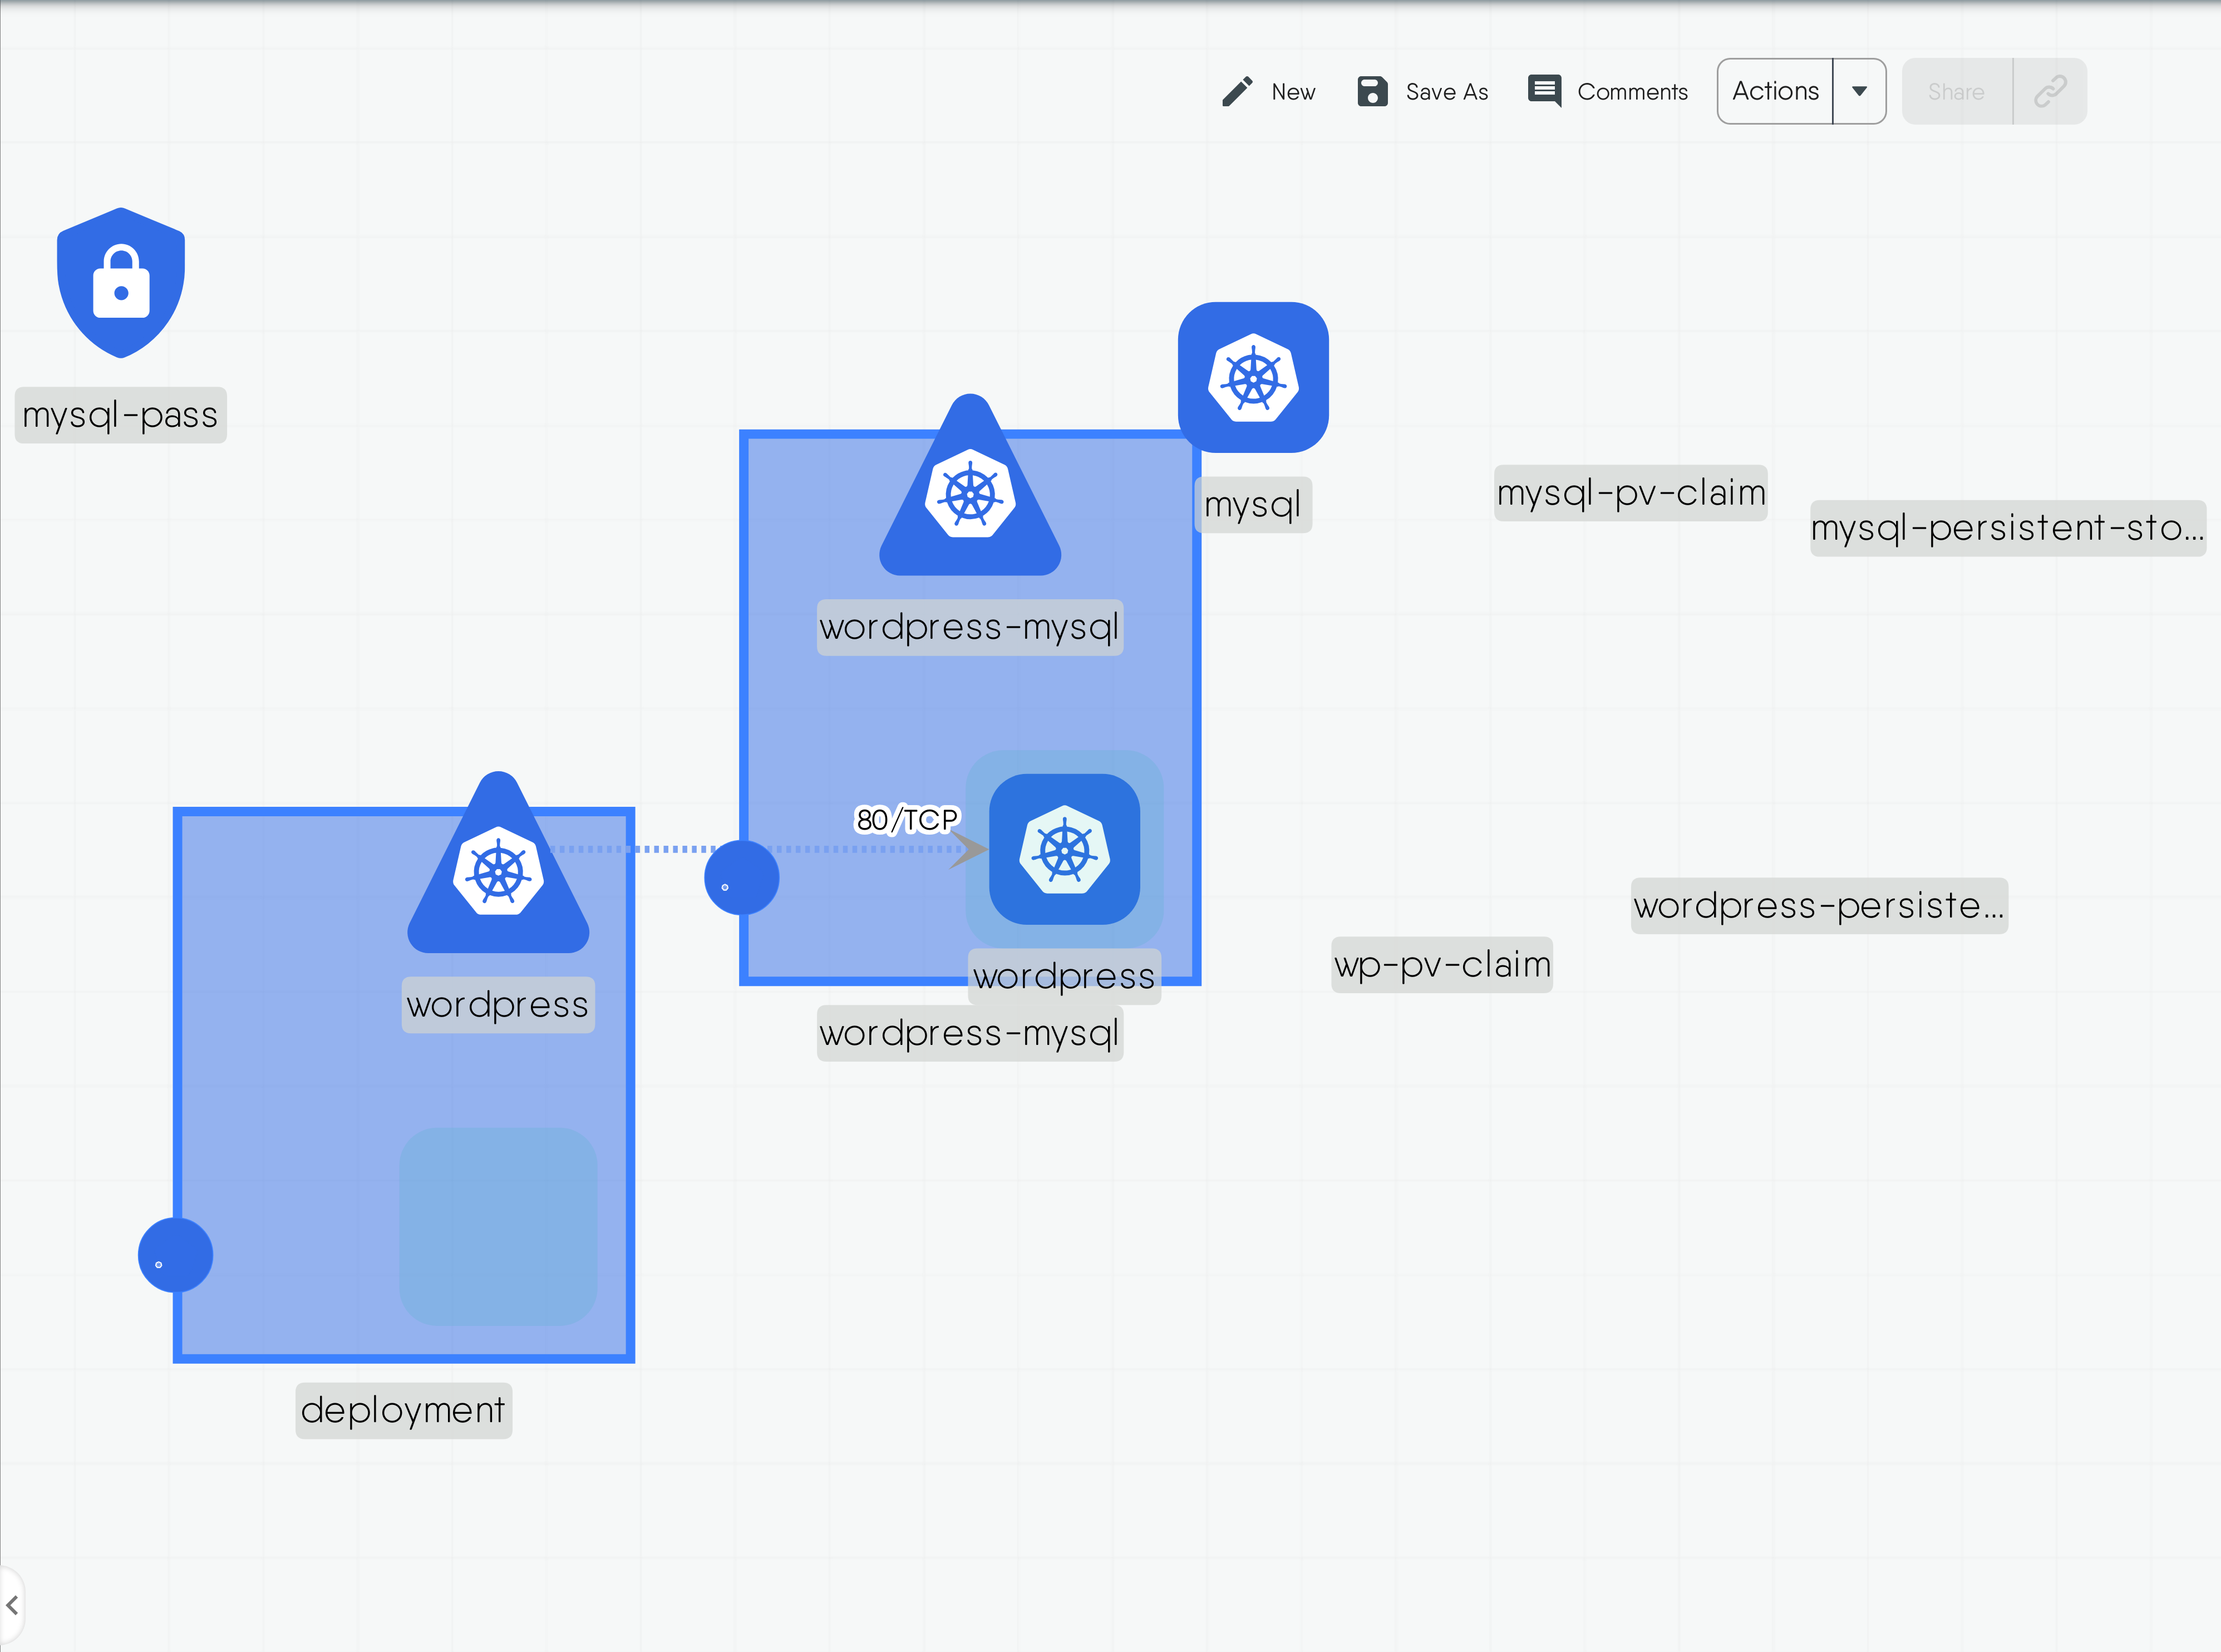 New
Save As
Comments
Actions
Share
mysql-pass
mysql
mysql-pv-claim
mysql-persistent-sto...
wordpress-mysql
80/TCP
wordpress
wordpress-persiste...
wp-pv-claim
wordpress
wordpress-mysql
deployment